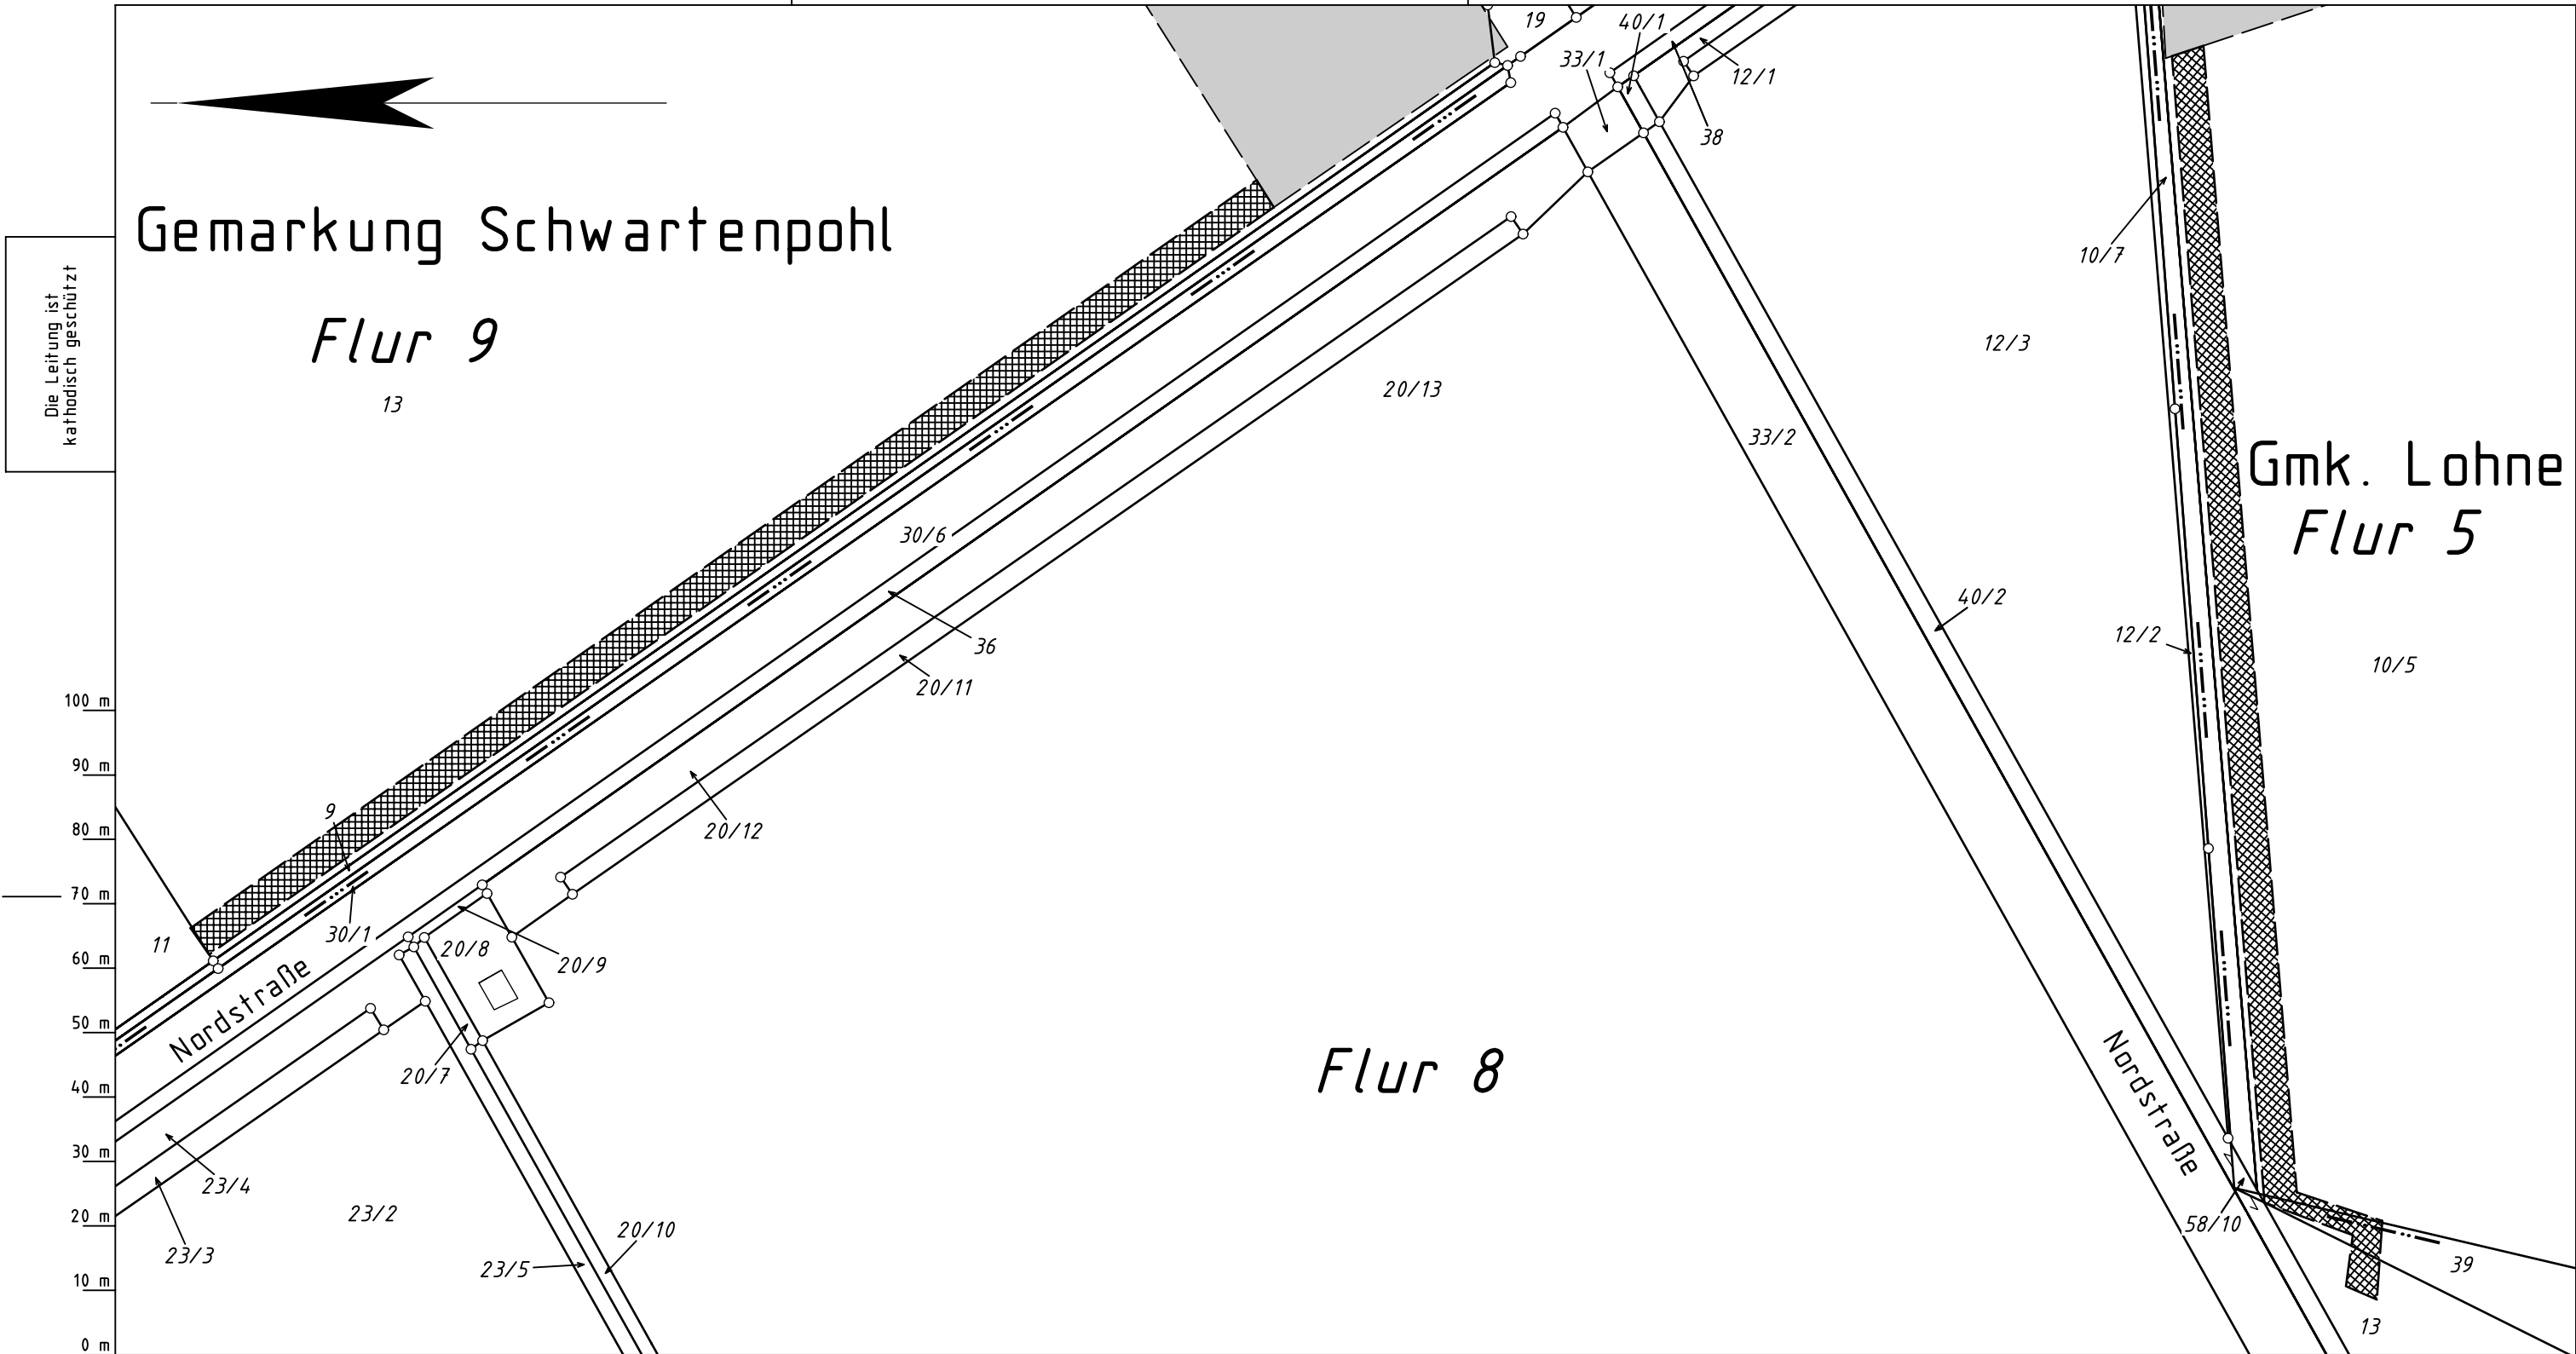 19
40/1
33/1
12/1
38
Gemarkung Schwartenpohl
Flur 9
13
Die Leitung ist
kathodisch geschützt
10/7
12/3
20/13
33/2
Gmk. Lohne
Flur 5
30/6
40/2
12/2
36
20/11
10/5
100 m
90 m
80 m
70 m
60 m
50 m
40 m
30 m
20 m
10 m
0 m
9
20/12
11
30/1
20/8
20/9
Nordstraße
20/7
Flur 8
Nordstraße
23/4
23/2
23/3
20/10
23/5
58/10
39
13